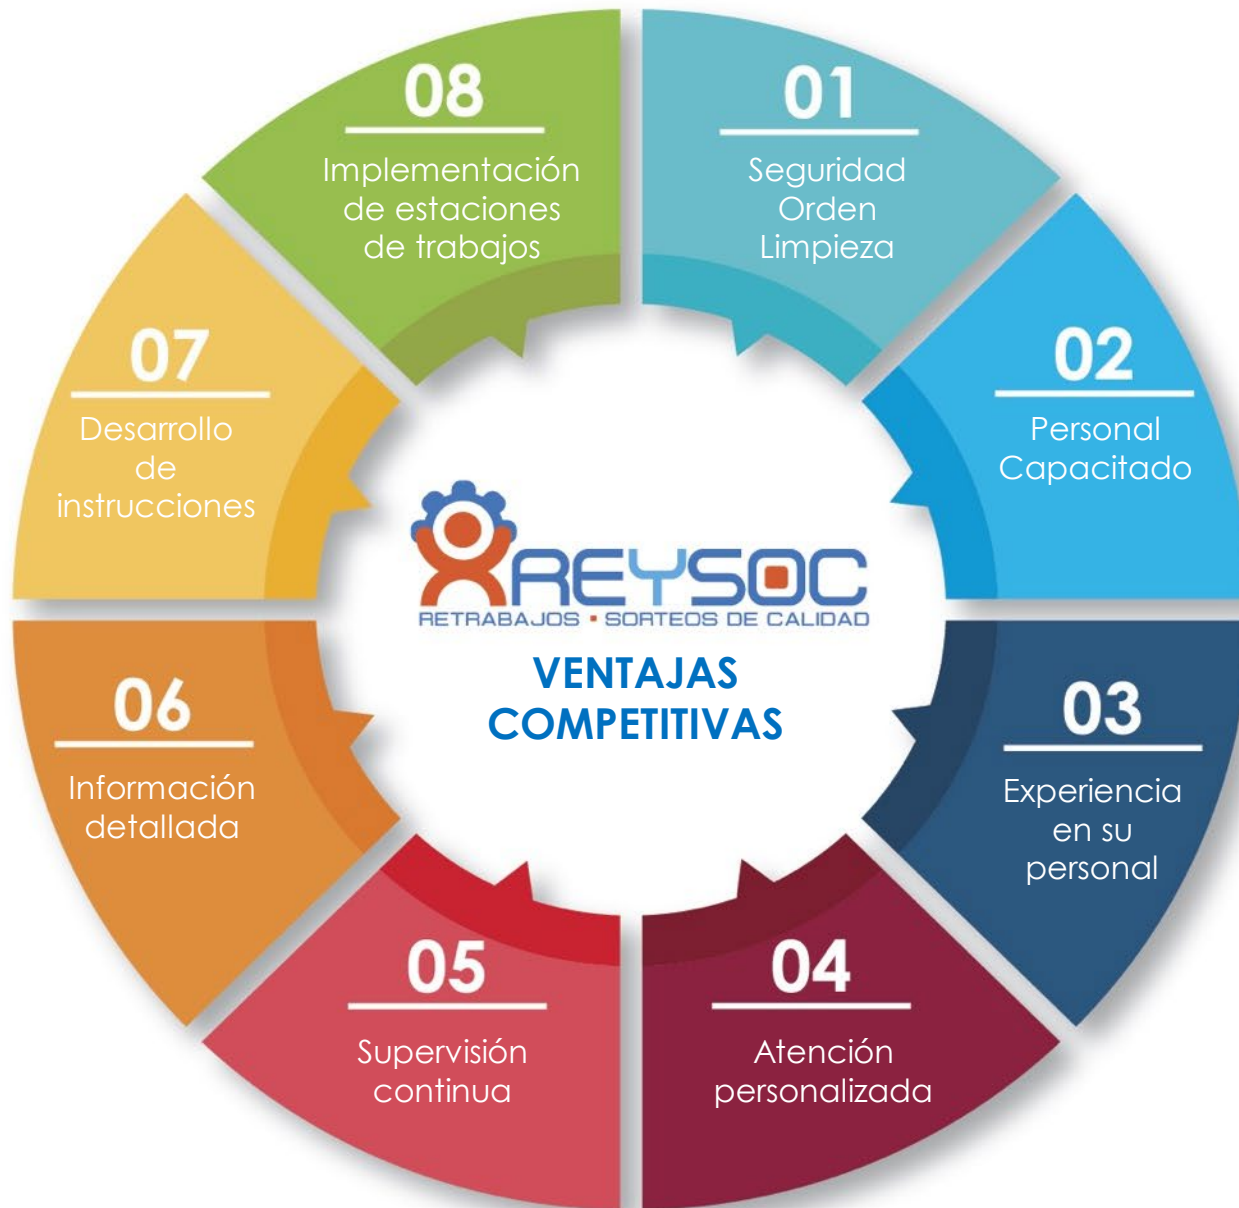 REYSOC
RETRABAJOS • SORTEOS DE CALIDAD
VENTAJAS
COMPETITIVAS
01
Seguridad
Orden
Limpieza
02
Personal
Capacitado
03
Experiencia
en su
personal
04
Atención
personalizada
05
Supervisión
continua
06
Información
detallada
07
Desarrollo
de
instrucciones
08
Implementación
de estaciones
de trabajos